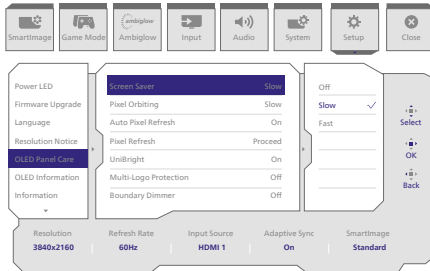 ambiglow
SmartImage Game Mode Ambiglow Input Audio System Setup Close
Power LED
Firmware Upgrade
Language
Resolution Notice
OLED Panel Care
OLED Information
Information
Screen Saver Slow
Pixel Orbiting Slow
Auto Pixel Refresh On
Pixel Refresh Proceed
UniBright On
Multi-Logo Protection Off
Boundary Dimmer Off
Off
Slow
Fast
Select
OK
Back
Resolution Refresh Rate Input Source Adaptive Sync SmartImage
3840x2160 60Hz HDMI 1 On Standard